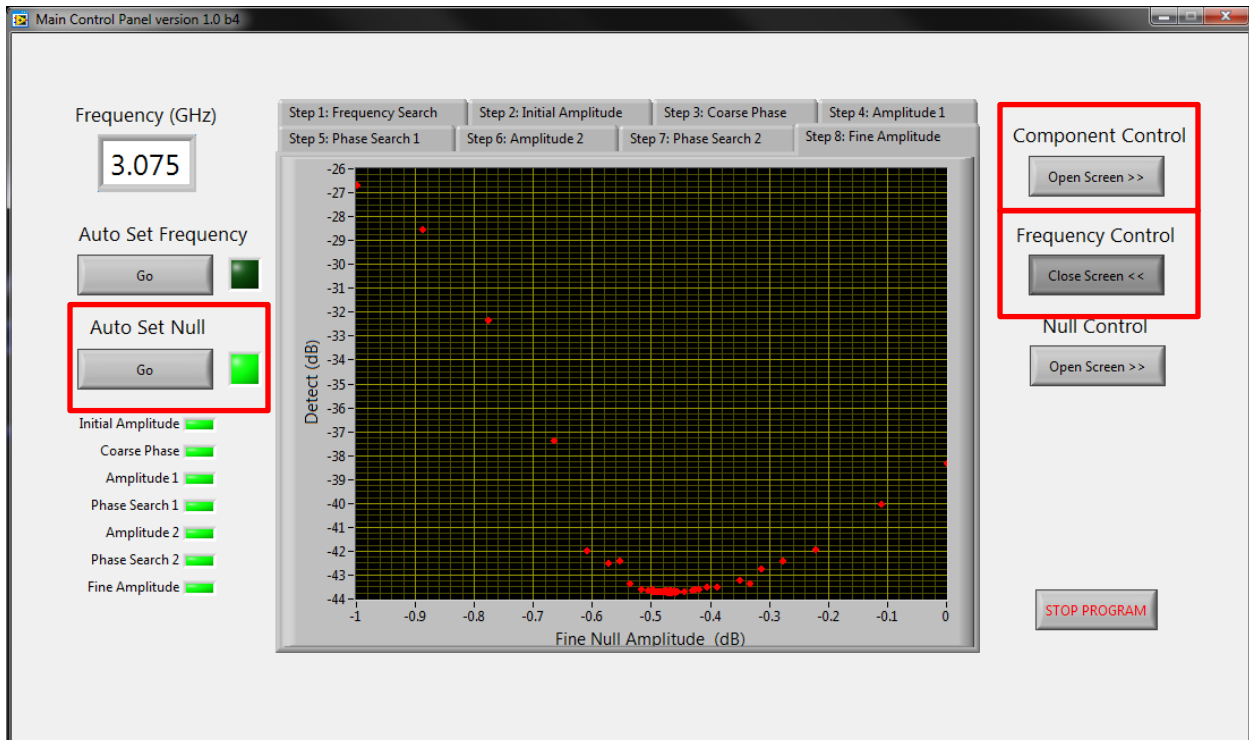 Main Control Panel version 1.0 b4
Frequency (GHz)
3.075
Auto Set Frequency
Go
Auto Set Null
Go
Initial Amplitude
Coarse Phase
Amplitude 1
Phase Search 1
Amplitude 2
Phase Search 2
Fine Amplitude
Step 1: Frequency Search
Step 2: Initial Amplitude
Step 3: Coarse Phase
Step 4: Amplitude 1
Step 5: Phase Search 1
Step 6: Amplitude 2
Step 7: Phase Search 2
Step 8: Fine Amplitude
Detect (dB)
-26
-27
-28
-29
-30
-31
-32
-33
-34
-35
-36
-37
-38
-39
-40
-41
-42
-43
-44
-1
-0.9
-0.8
-0.7
-0.6
-0.5
-0.4
-0.3
-0.2
-0.1
0
Fine Null Amplitude (dB)
Component Control
Open Screen >>
Frequency Control
Close Screen <<
Null Control
Open Screen >>
STOP PROGRAM